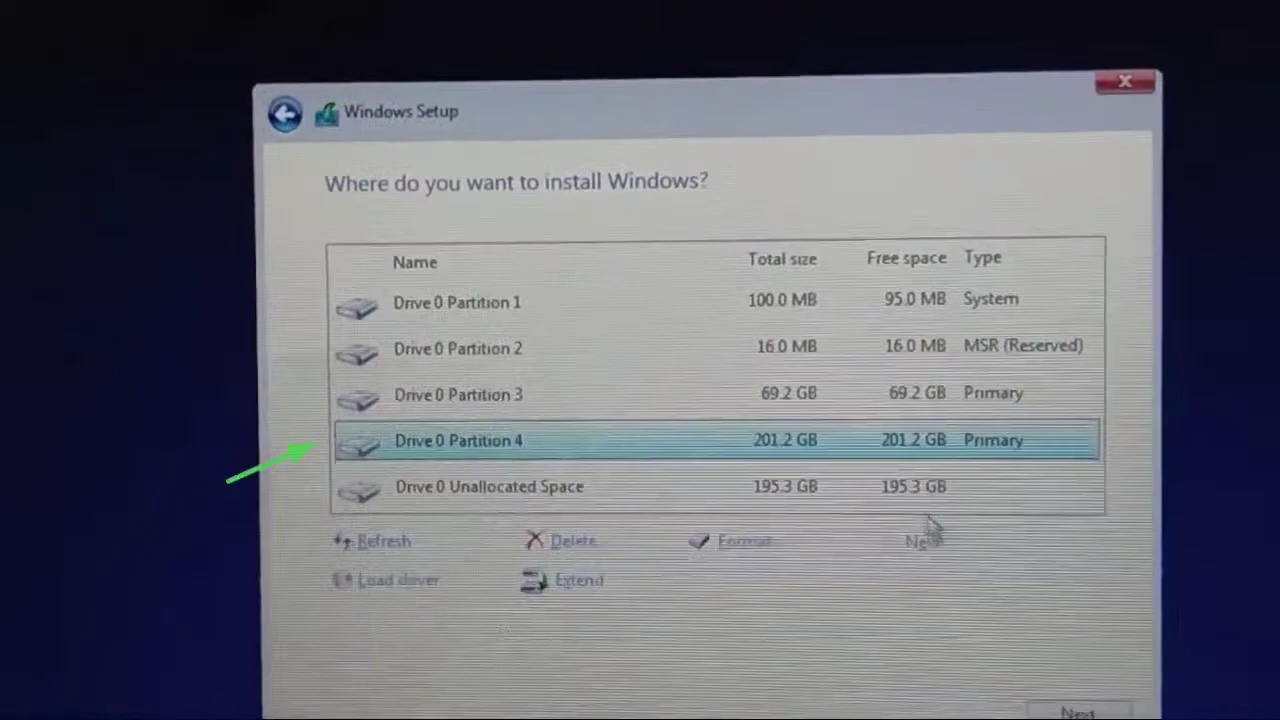 Windows Setup
Where do you want to install Windows?
Name Total size Free space Type
Drive 0 Partition 1 100.0 MB 95.0 MB System
Drive 0 Partition 2 16.0 MB 16.0 MB MSR (Reserved)
Drive 0 Partition 3 69.2 GB 69.2 GB Primary
Drive 0 Partition 4 201.2 GB 201.2 GB Primary
Drive 0 Unallocated Space 195.3 GB 195.3 GB
Refresh Delete Format New
Load driver Extend
Next